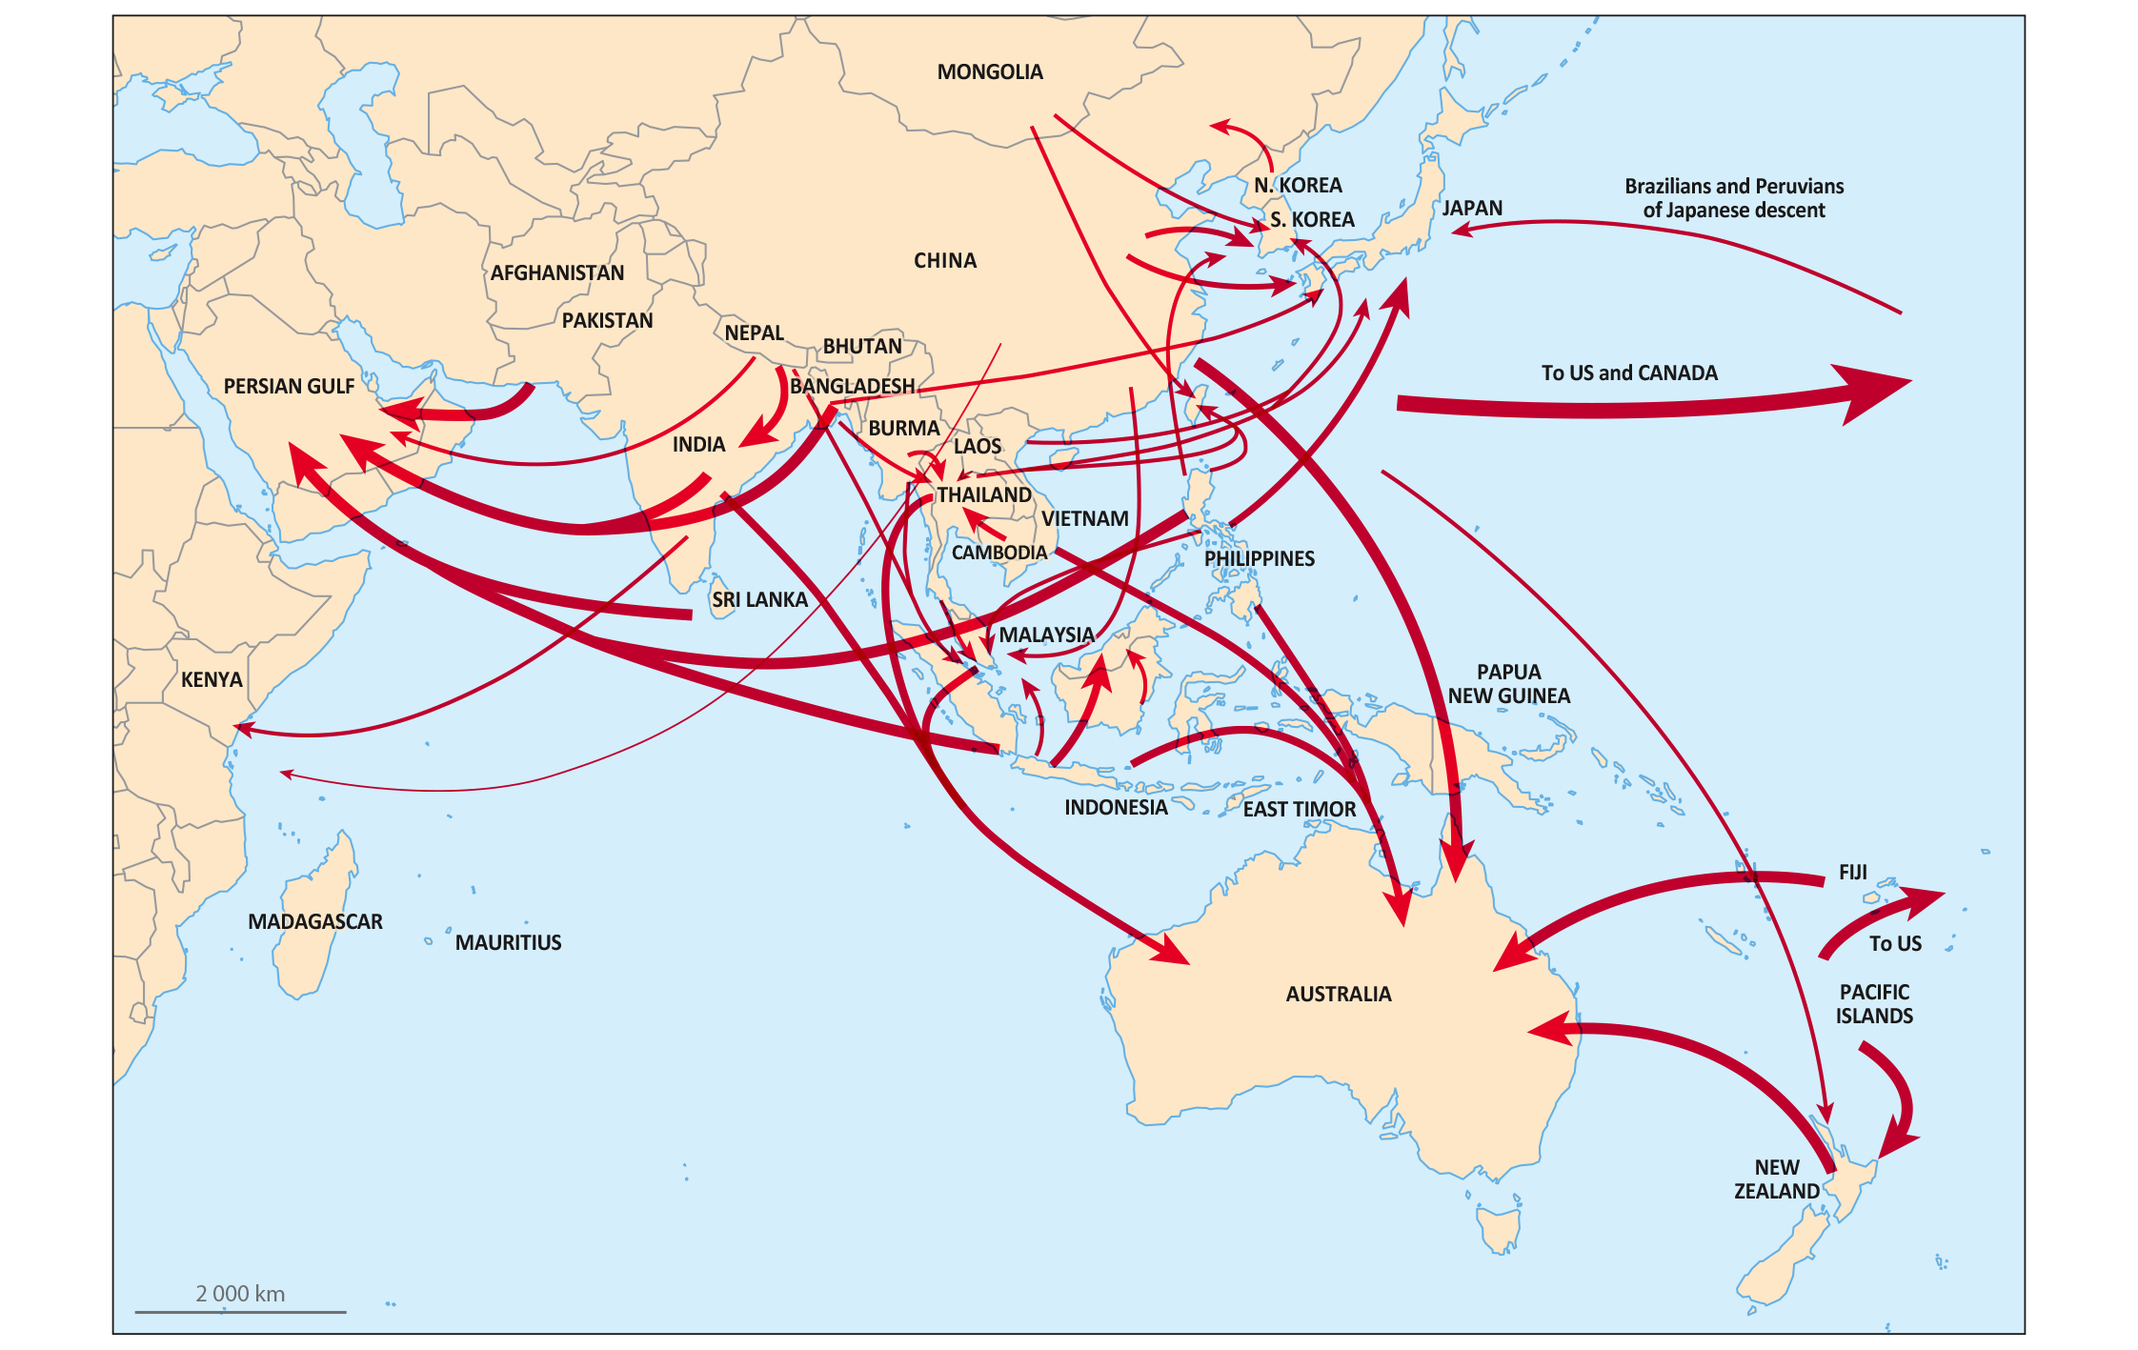 MONGOLIA
N. KOREA
Brazilians and Peruvians
of Japanese descent
JAPAN
S. KOREA
CHINA
AFGHANISTAN
PAKISTAN
NEPAL
BHUTAN
To US and CANADA
PERSIAN GULF
BANGLADESH
BURMA
INDIA
LAOS
THAILAND
VIETNAM
CAMBODIA
PHILIPPINES
SRI LANKA
MALAYSIA
KENYA
PAPUA
NEW GUINEA
INDONESIA
EAST TIMOR
FIJI
MADAGASCAR
MAURITIUS
To US
AUSTRALIA
PACIFIC
ISLANDS
NEW
ZEALAND
2 000 km